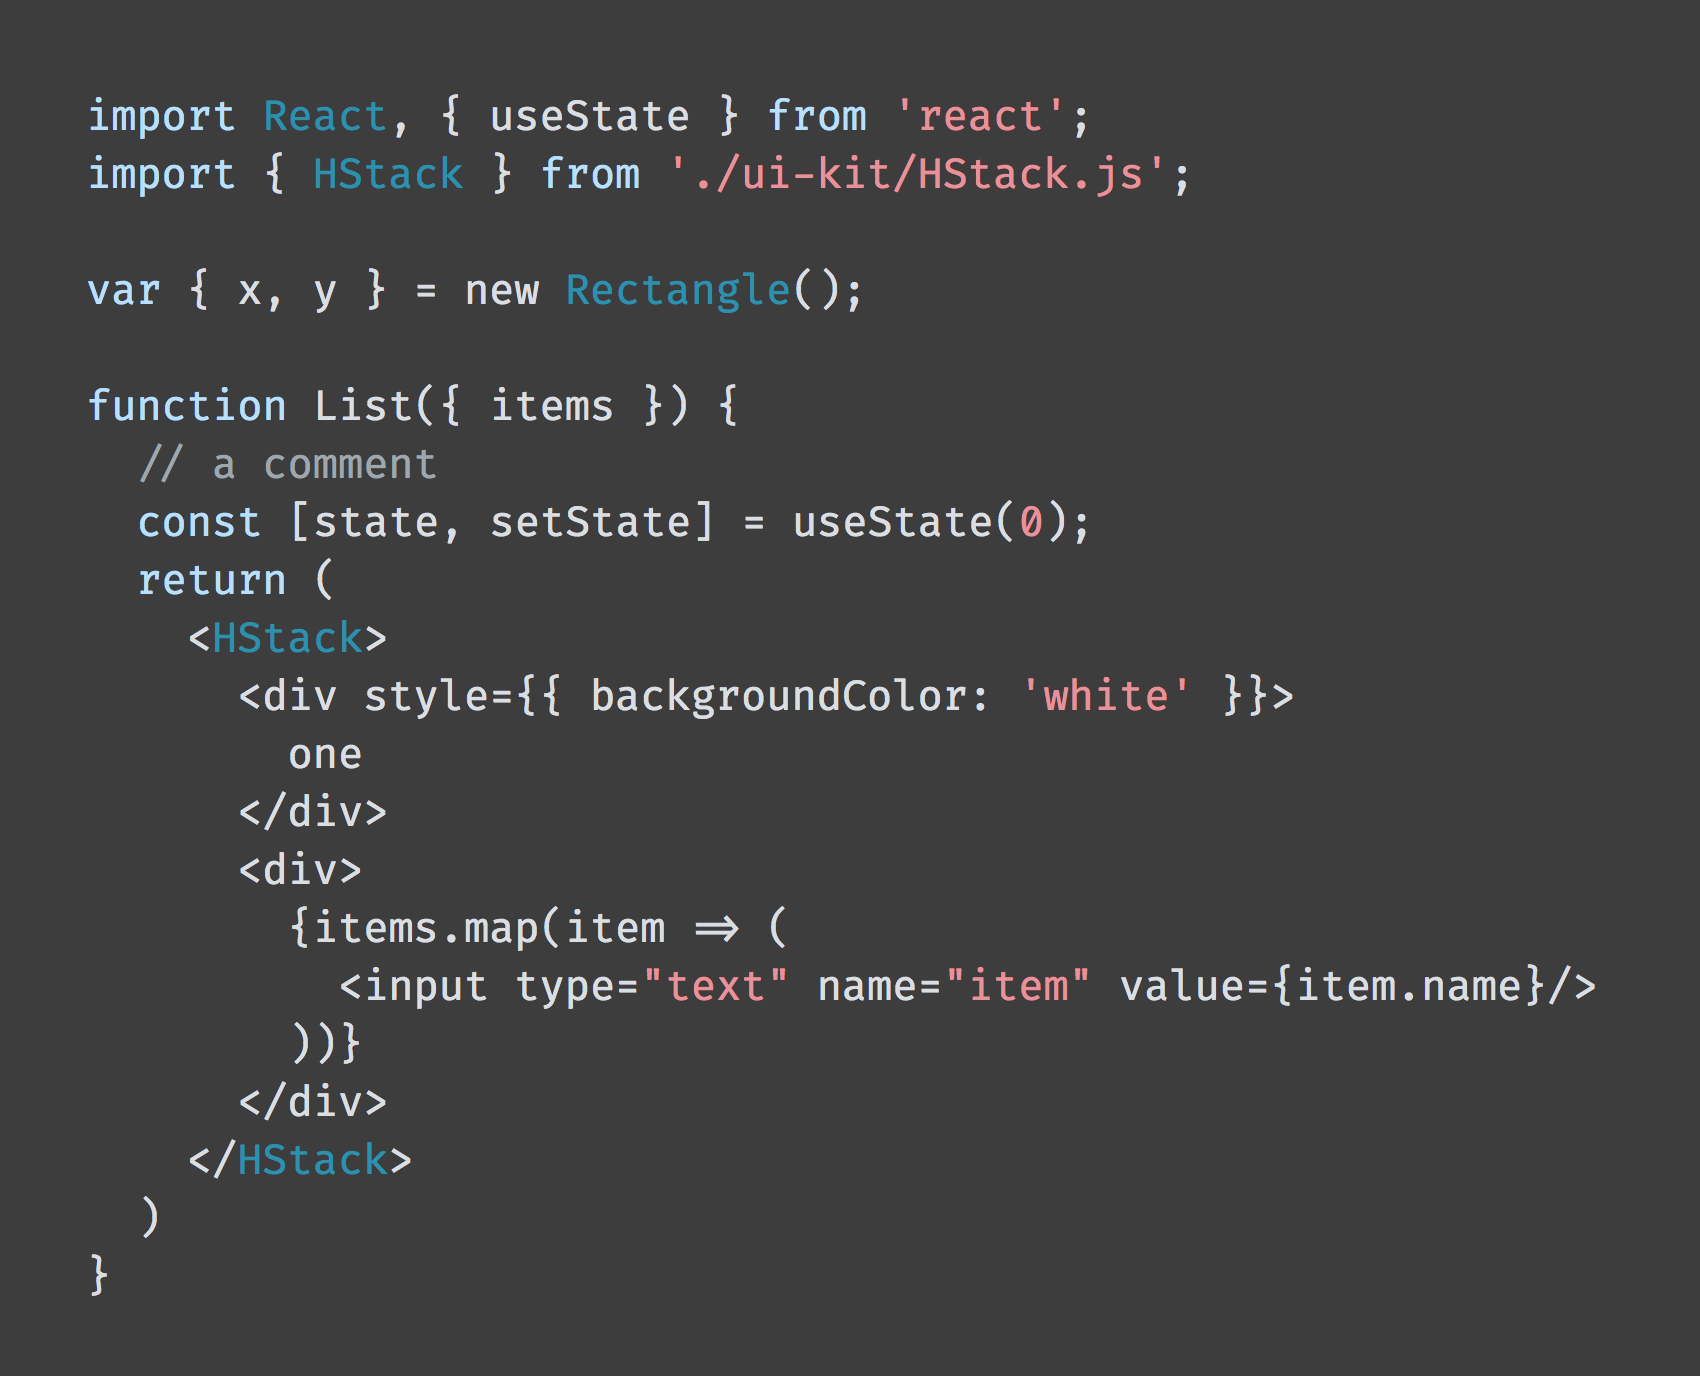 import React, { useState } from 'react';
import { HStack } from './ui-kit/HStack.js';

var { x, y } = new Rectangle();

function List({ items }) {
  // a comment
  const [state, setState] = useState(0);
  return (
    <HStack>
      <div style={{ backgroundColor: 'white' }}>
        one
      </div>
      <div>
        {items.map(item => (
          <input type="text" name="item" value={item.name}/>
        ))}
      </div>
    </HStack>
  )
}